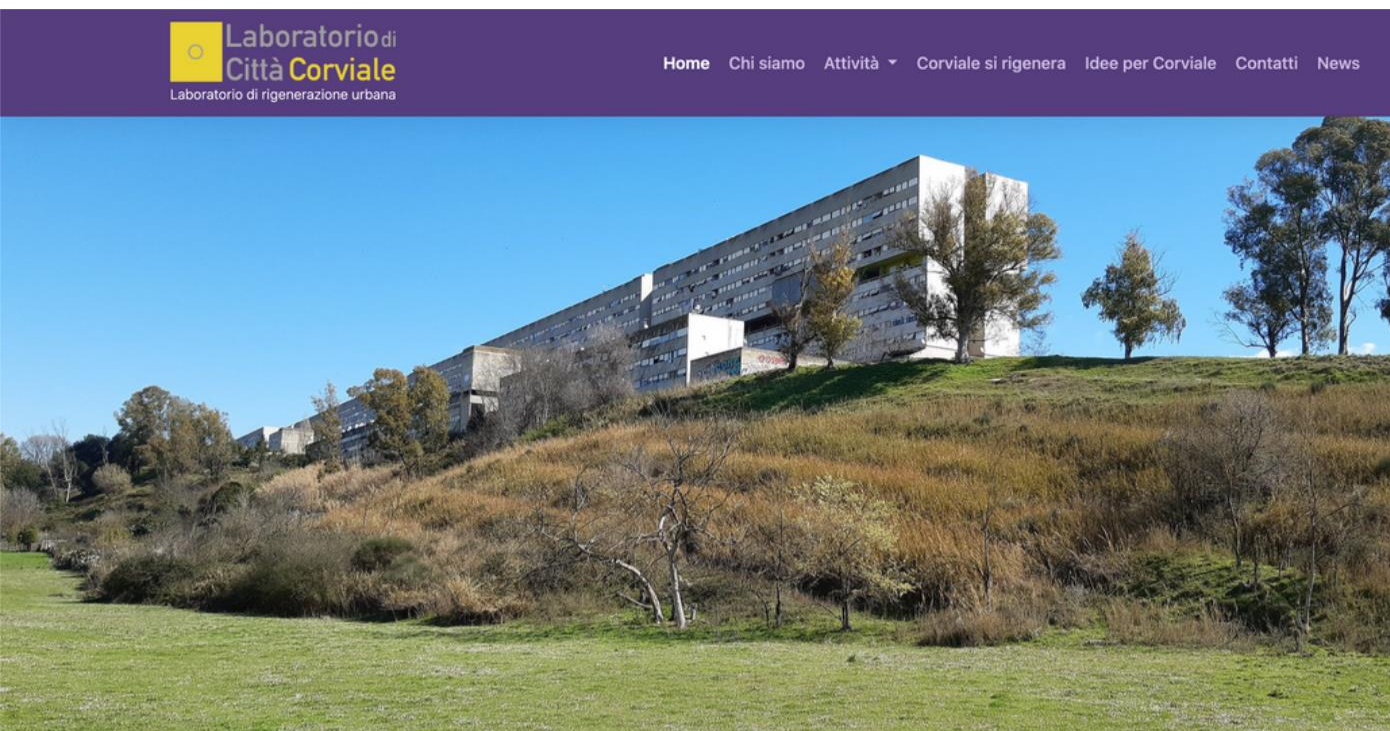 Laboratorio di
Città Corviale
Laboratorio di rigenerazione urbana
Home Chi siamo Attività Corviale si rigenera Idee per Corviale Contatti News